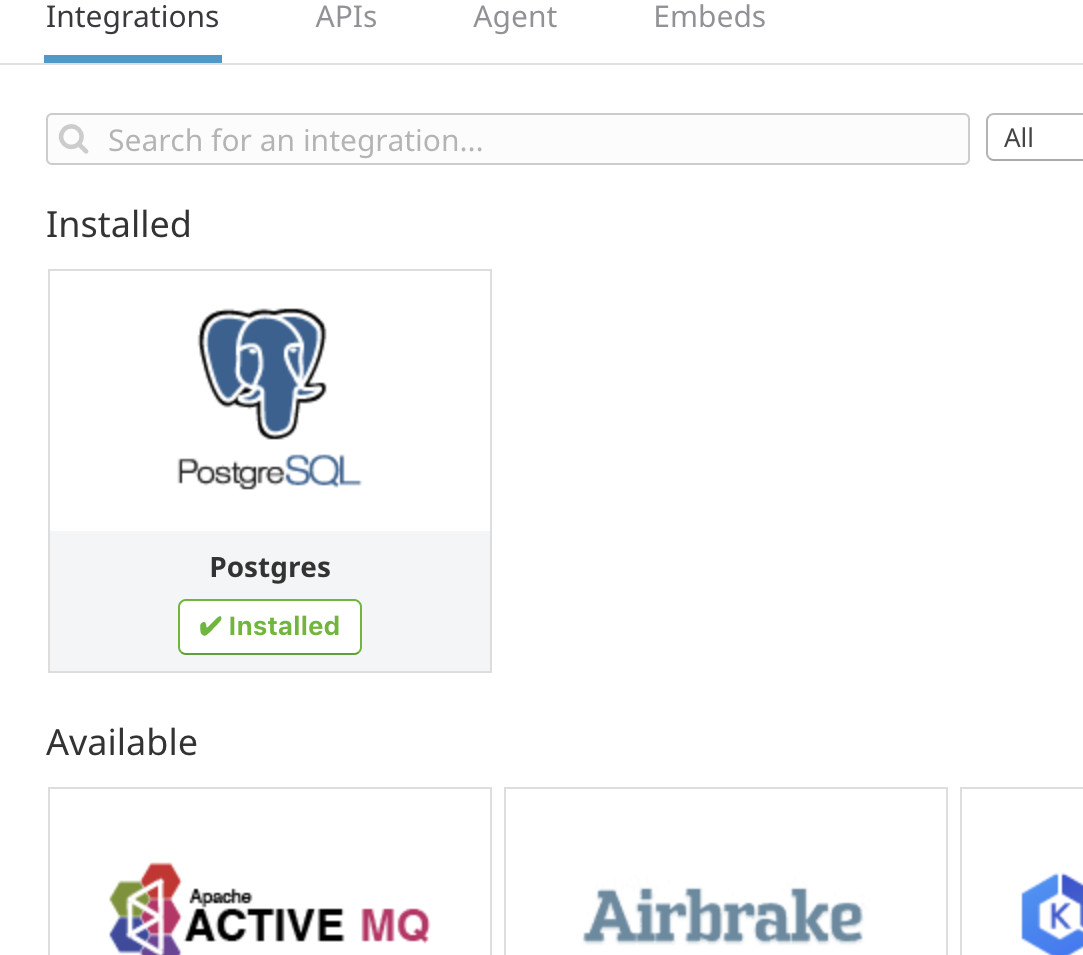 Integrations APIs Agent Embeds
Search for an integration...
All
Installed
PostgreSQL
Postgres
✔ Installed
Available
Apache
ACTIVE MQ
Airbrake
K